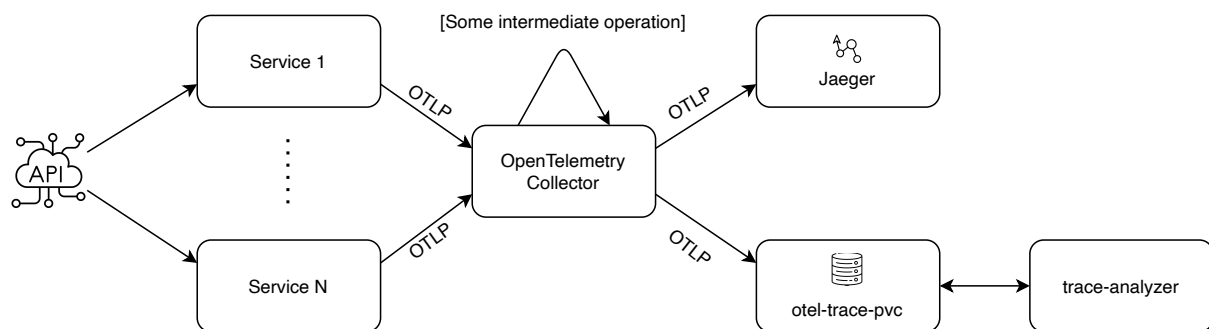 [Some intermediate operation]
Service 1
Jaeger
OTLP
OTLP
API
OpenTelemetry
Collector
OTLP
OTLP
Service N
otel-trace-pvc
trace-analyzer